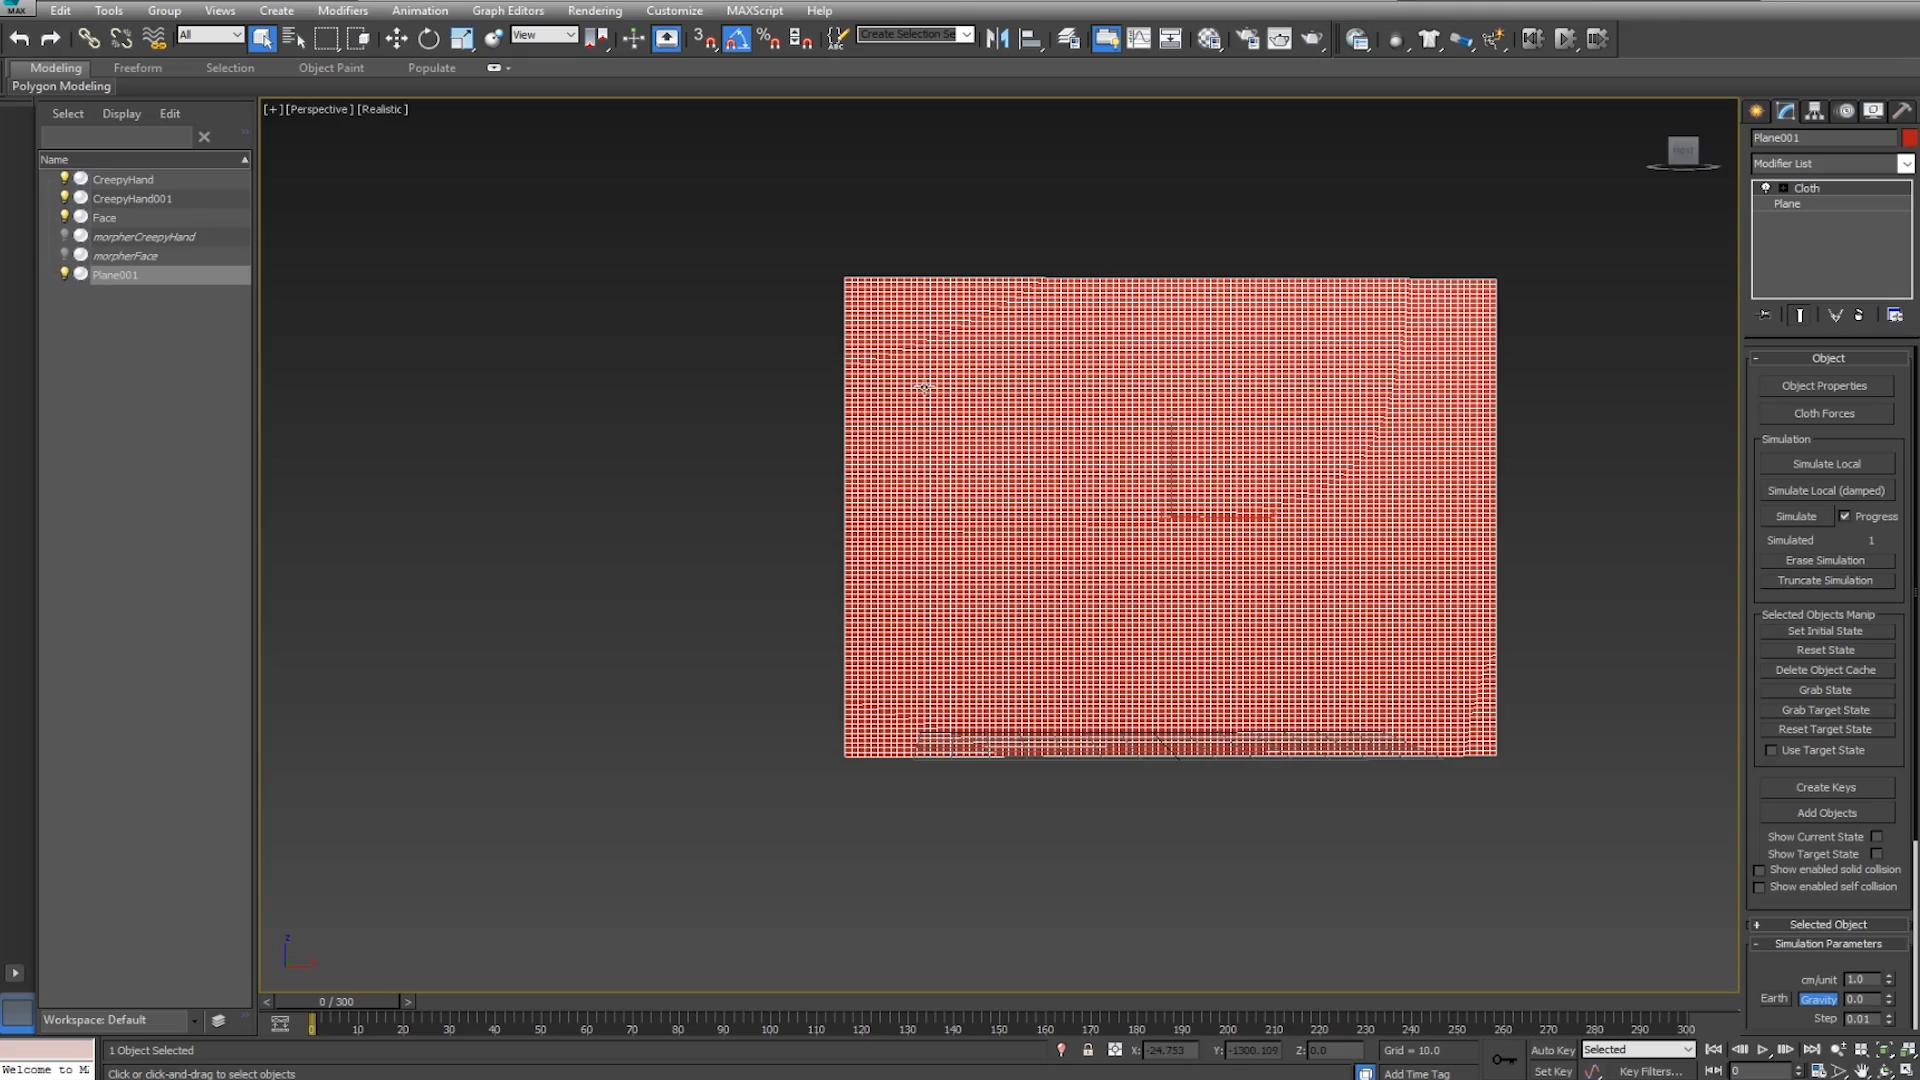 MAX Edit Tools Group Views Create Modifiers Animation Graph Editors Rendering Customize MAXScript Help
All View Create Selection Se
Modeling Freeform Selection Object Paint Populate
Polygon Modeling
Select Display Edit
Name
CreepyHand
CreepyHand001
Face
morpherCreepyHand
morpherFace
Plane001
[+] [Perspective] [Realistic]
Plane001
Modifier List
Cloth
Plane
- Object
Object Properties
Cloth Forces
Simulation
Simulate Local
Simulate Local (damped)
Simulate Progress
Simulated 1
Erase Simulation
Truncate Simulation
Selected Objects Manip
Set Initial State
Reset State
Delete Object Cache
Grab State
Grab Target State
Reset Target State
Use Target State
Create Keys
Add Objects
Show Current State
Show Target State
Show enabled solid collision
Show enabled self collision
+ Selected Object
- Simulation Parameters
cm/unit 1.0
Earth Gravity 0.0
Step 0.01
z
< 0 / 300 >
Workspace: Default
10 20 30 40 50 60 70 80 90 100 110 120 130 140 150 160 170 180 190 200 210 220 230 240 250 260 270 280 290 300
1 Object Selected X: -24.753 Y: -1300.109 Z: 0.0 Grid = 10.0 Auto Key Selected
Welcome to M Click or click-and-drag to select objects Add Time Tag Set Key Key Filters... 0